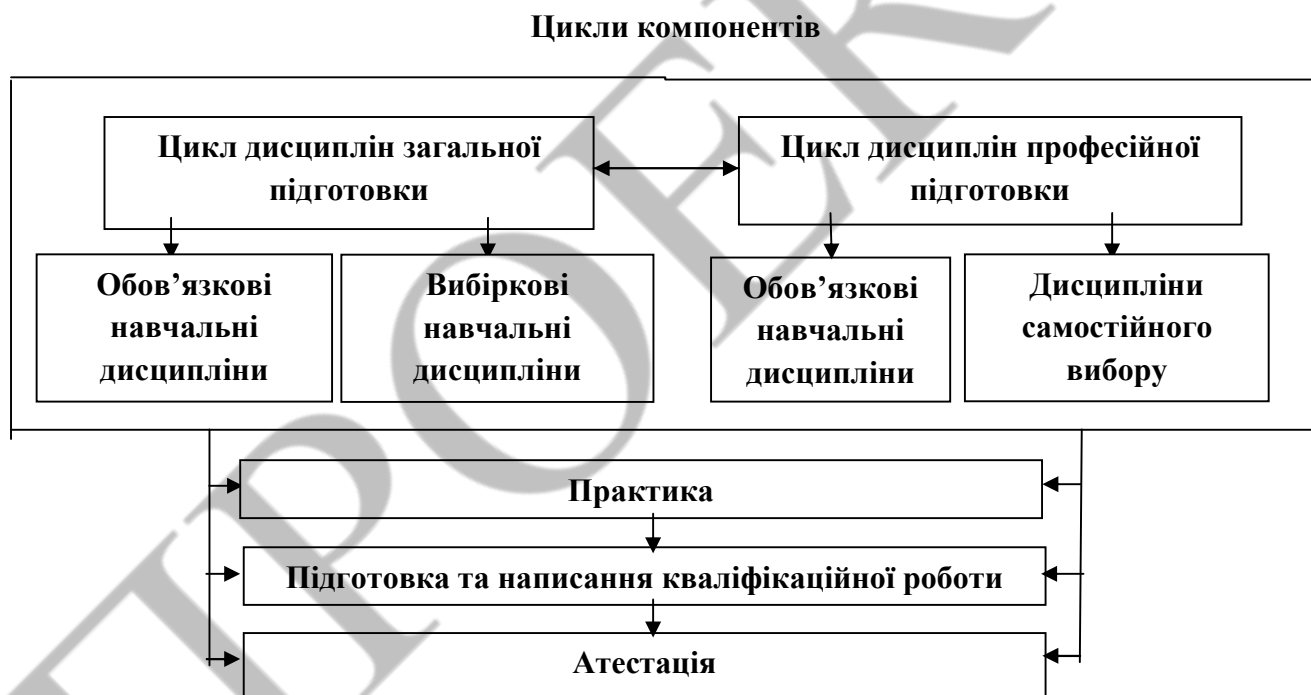 Цикли компонентів
Цикл дисциплін загальної
підготовки
Цикл дисциплін професійної
підготовки
Обов’язкові
навчальні
дисципліни
Вибіркові
навчальні
дисципліни
Обов’язкові
навчальні
дисципліни
Дисципліни
самостійного
вибору
Практика
Підготовка та написання кваліфікаційної роботи
Атестація